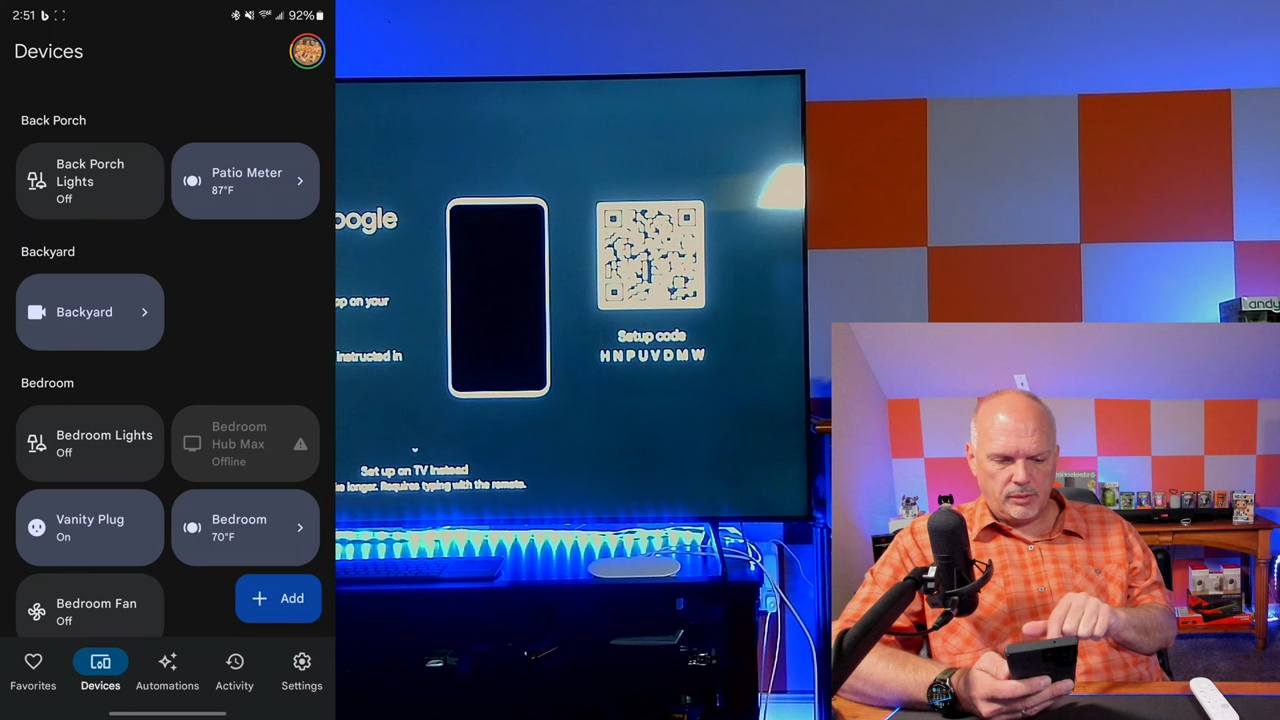 2:51
92%
Devices
Back Porch
Back Porch
Lights
Off
Patio Meter
87°F
Backyard
Backyard
Bedroom
Bedroom Lights
Off
Bedroom
Hub Max
Offline
Vanity Plug
On
Bedroom
70°F
Bedroom Fan
Off
Add
Favorites
Devices
Automations
Activity
Settings
oogle
pp on your
instructed in
Setup code
HNPUVDMW
Set up on TV instead
longer. Requires typing with the remote.
andy